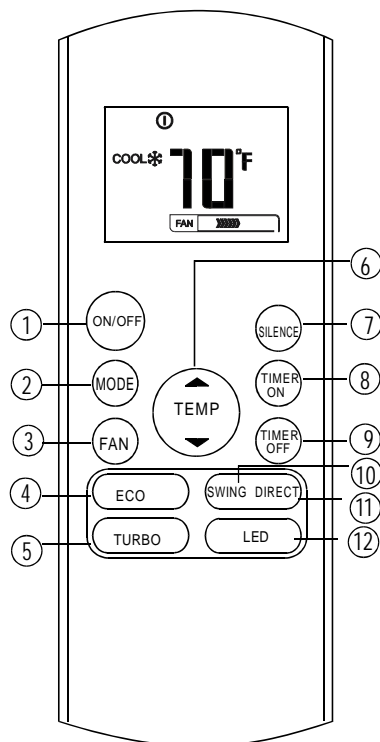 COOL 70°F
FAN
6
1 ON/OFF SILENCE 7
2 MODE TEMP TIMER ON 8
3 FAN TIMER OFF 9
10
4 ECO SWING DIRECT 11
5 TURBO LED 12